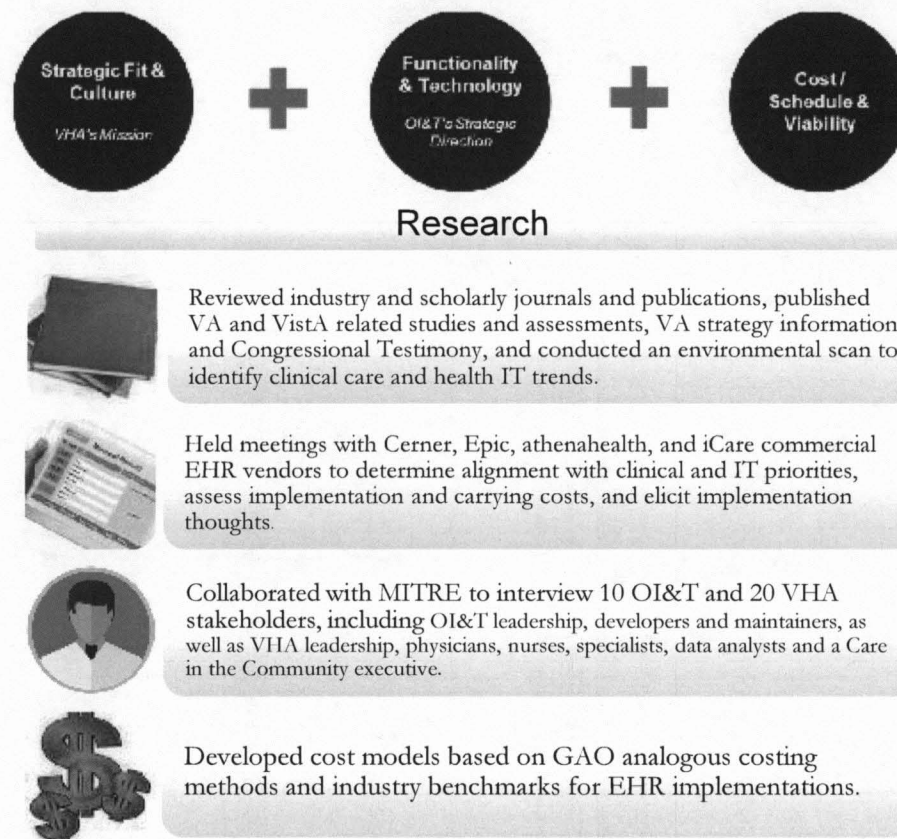 Strategic Fit &
Culture
VHA's Mission
Functionality
& Technology
OI&T's Strategic
Direction
Cost /
Schedule &
Viability
Research
Reviewed industry and scholarly journals and publications, published
VA and VistA related studies and assessments, VA strategy information
and Congressional Testimony, and conducted an environmental scan to
identify clinical care and health IT trends.
Held meetings with Cerner, Epic, athenahealth, and iCare commercial
EHR vendors to determine alignment with clinical and IT priorities,
assess implementation and carrying costs, and elicit implementation
thoughts.
Collaborated with MITRE to interview 10 OI&T and 20 VHA
stakeholders, including OI&T leadership, developers and maintainers, as
well as VHA leadership, physicians, nurses, specialists, data analysts and a Care
in the Community executive.
Developed cost models based on GAO analogous costing
methods and industry benchmarks for EHR implementations.